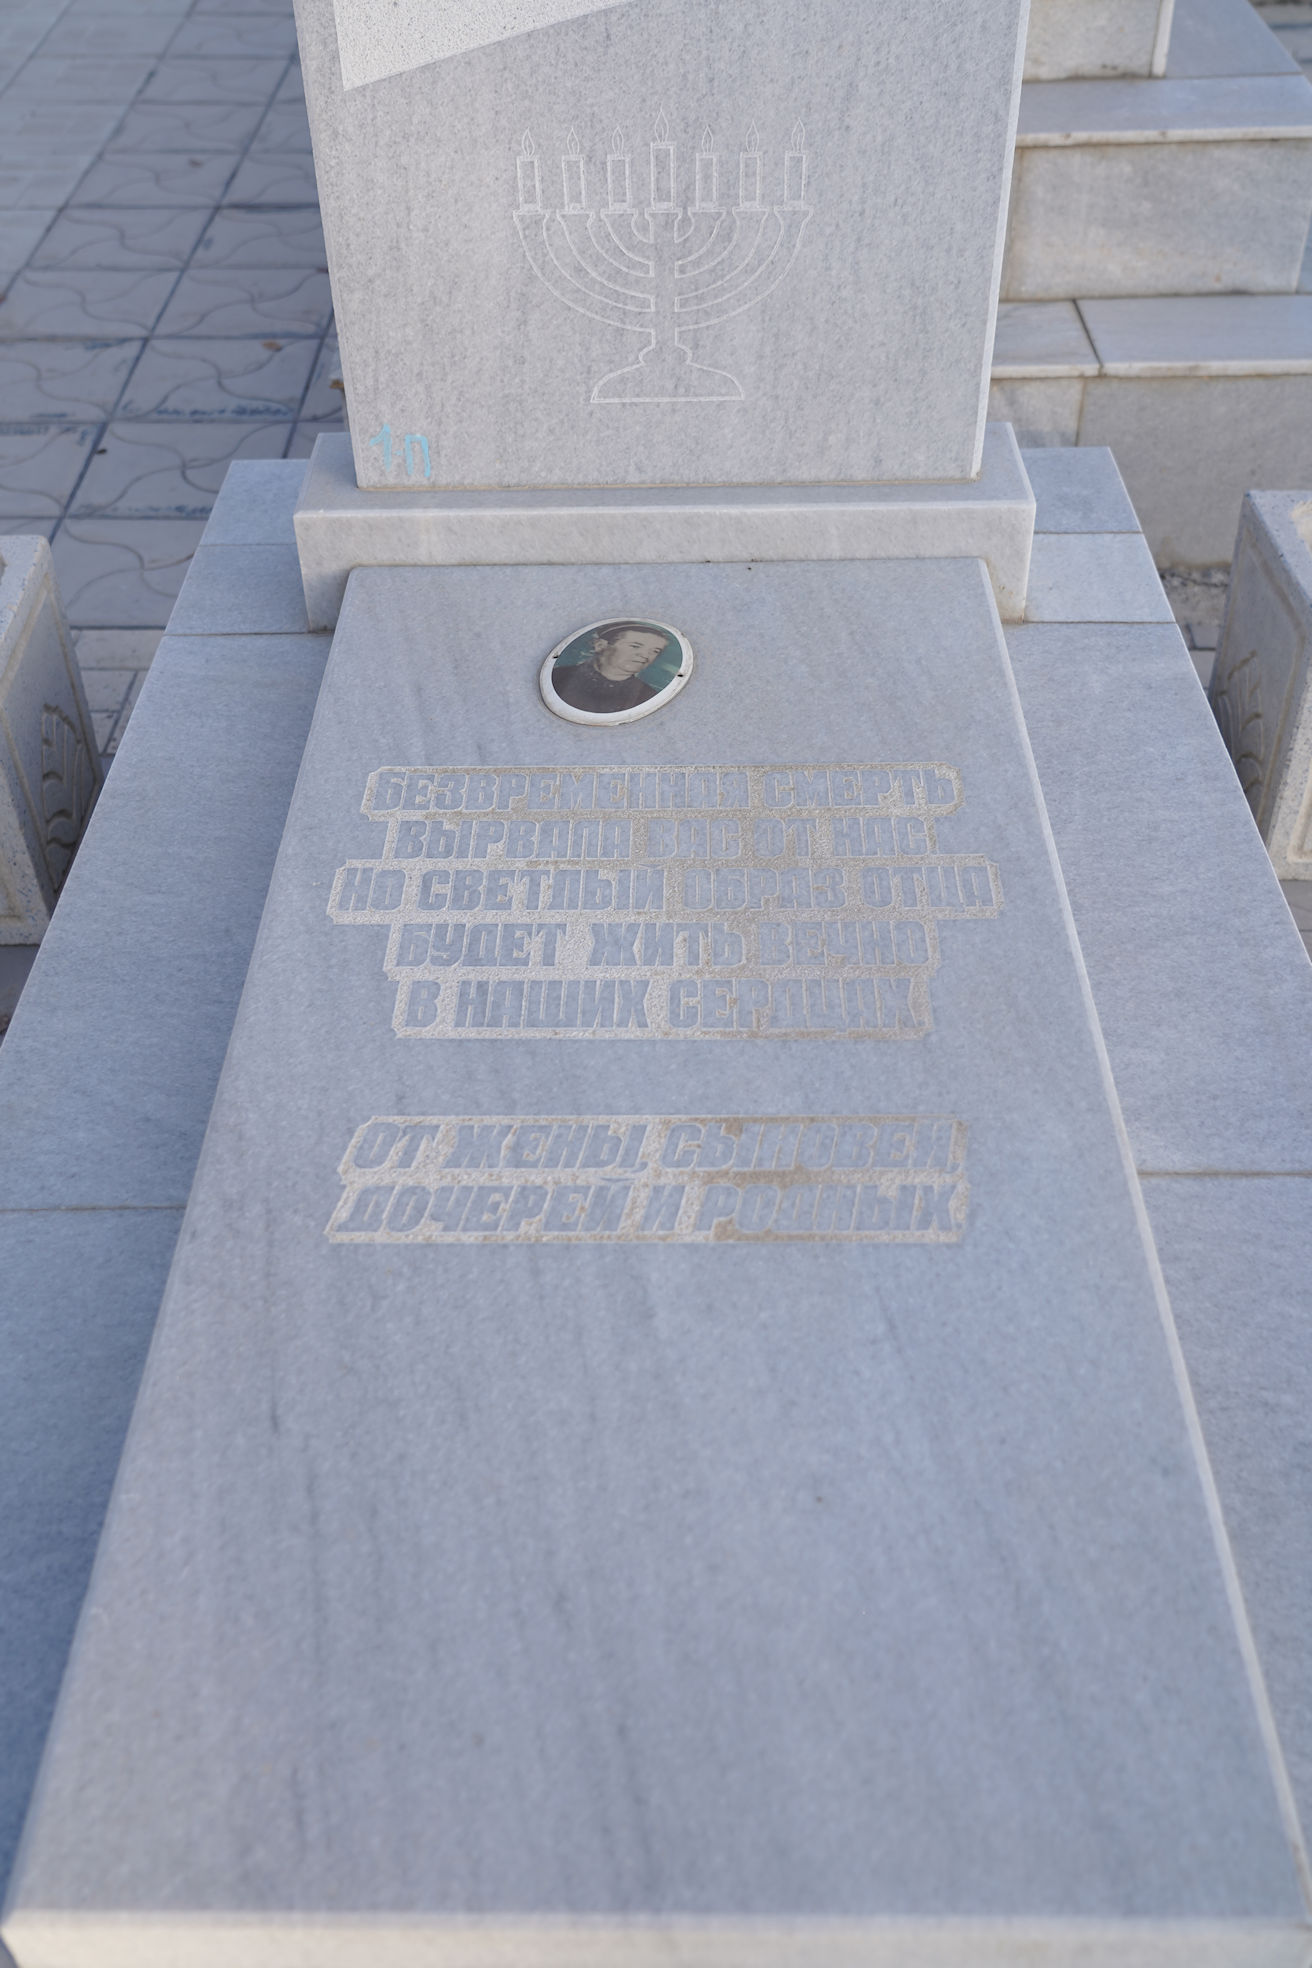 1-П
БЕЗВРЕМЕННАЯ СМЕРТЬ
ВЫРВАЛА ВАС ОТ НАС
НО СВЕТЛЫЙ ОБРАЗ ОТЦА
БУДЕТ ЖИТЬ ВЕЧНО
В НАШИХ СЕРДЦАХ.
ОТ ЖЕНЫ, СЫНОВЕЙ,
ДОЧЕРЕЙ И РОДНЫХ.